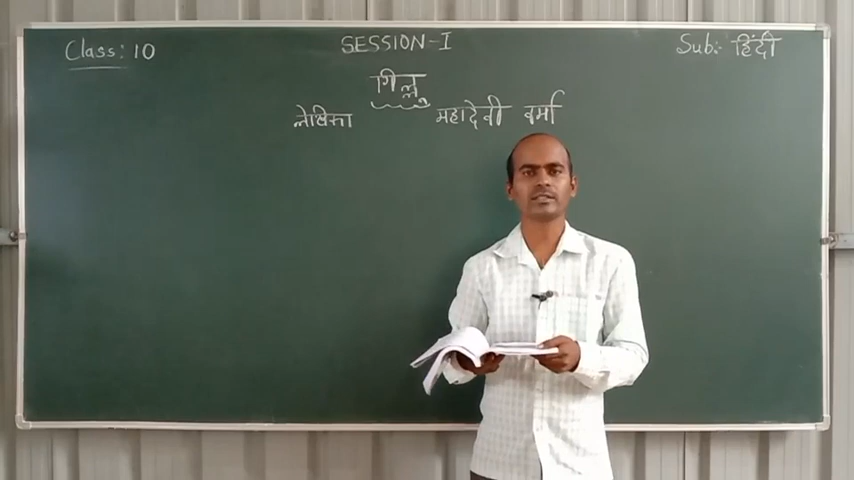 Class: 10 SESSION-I Sub:- हिंदी
गिल्लू
लेखिका महादेवी वर्मा